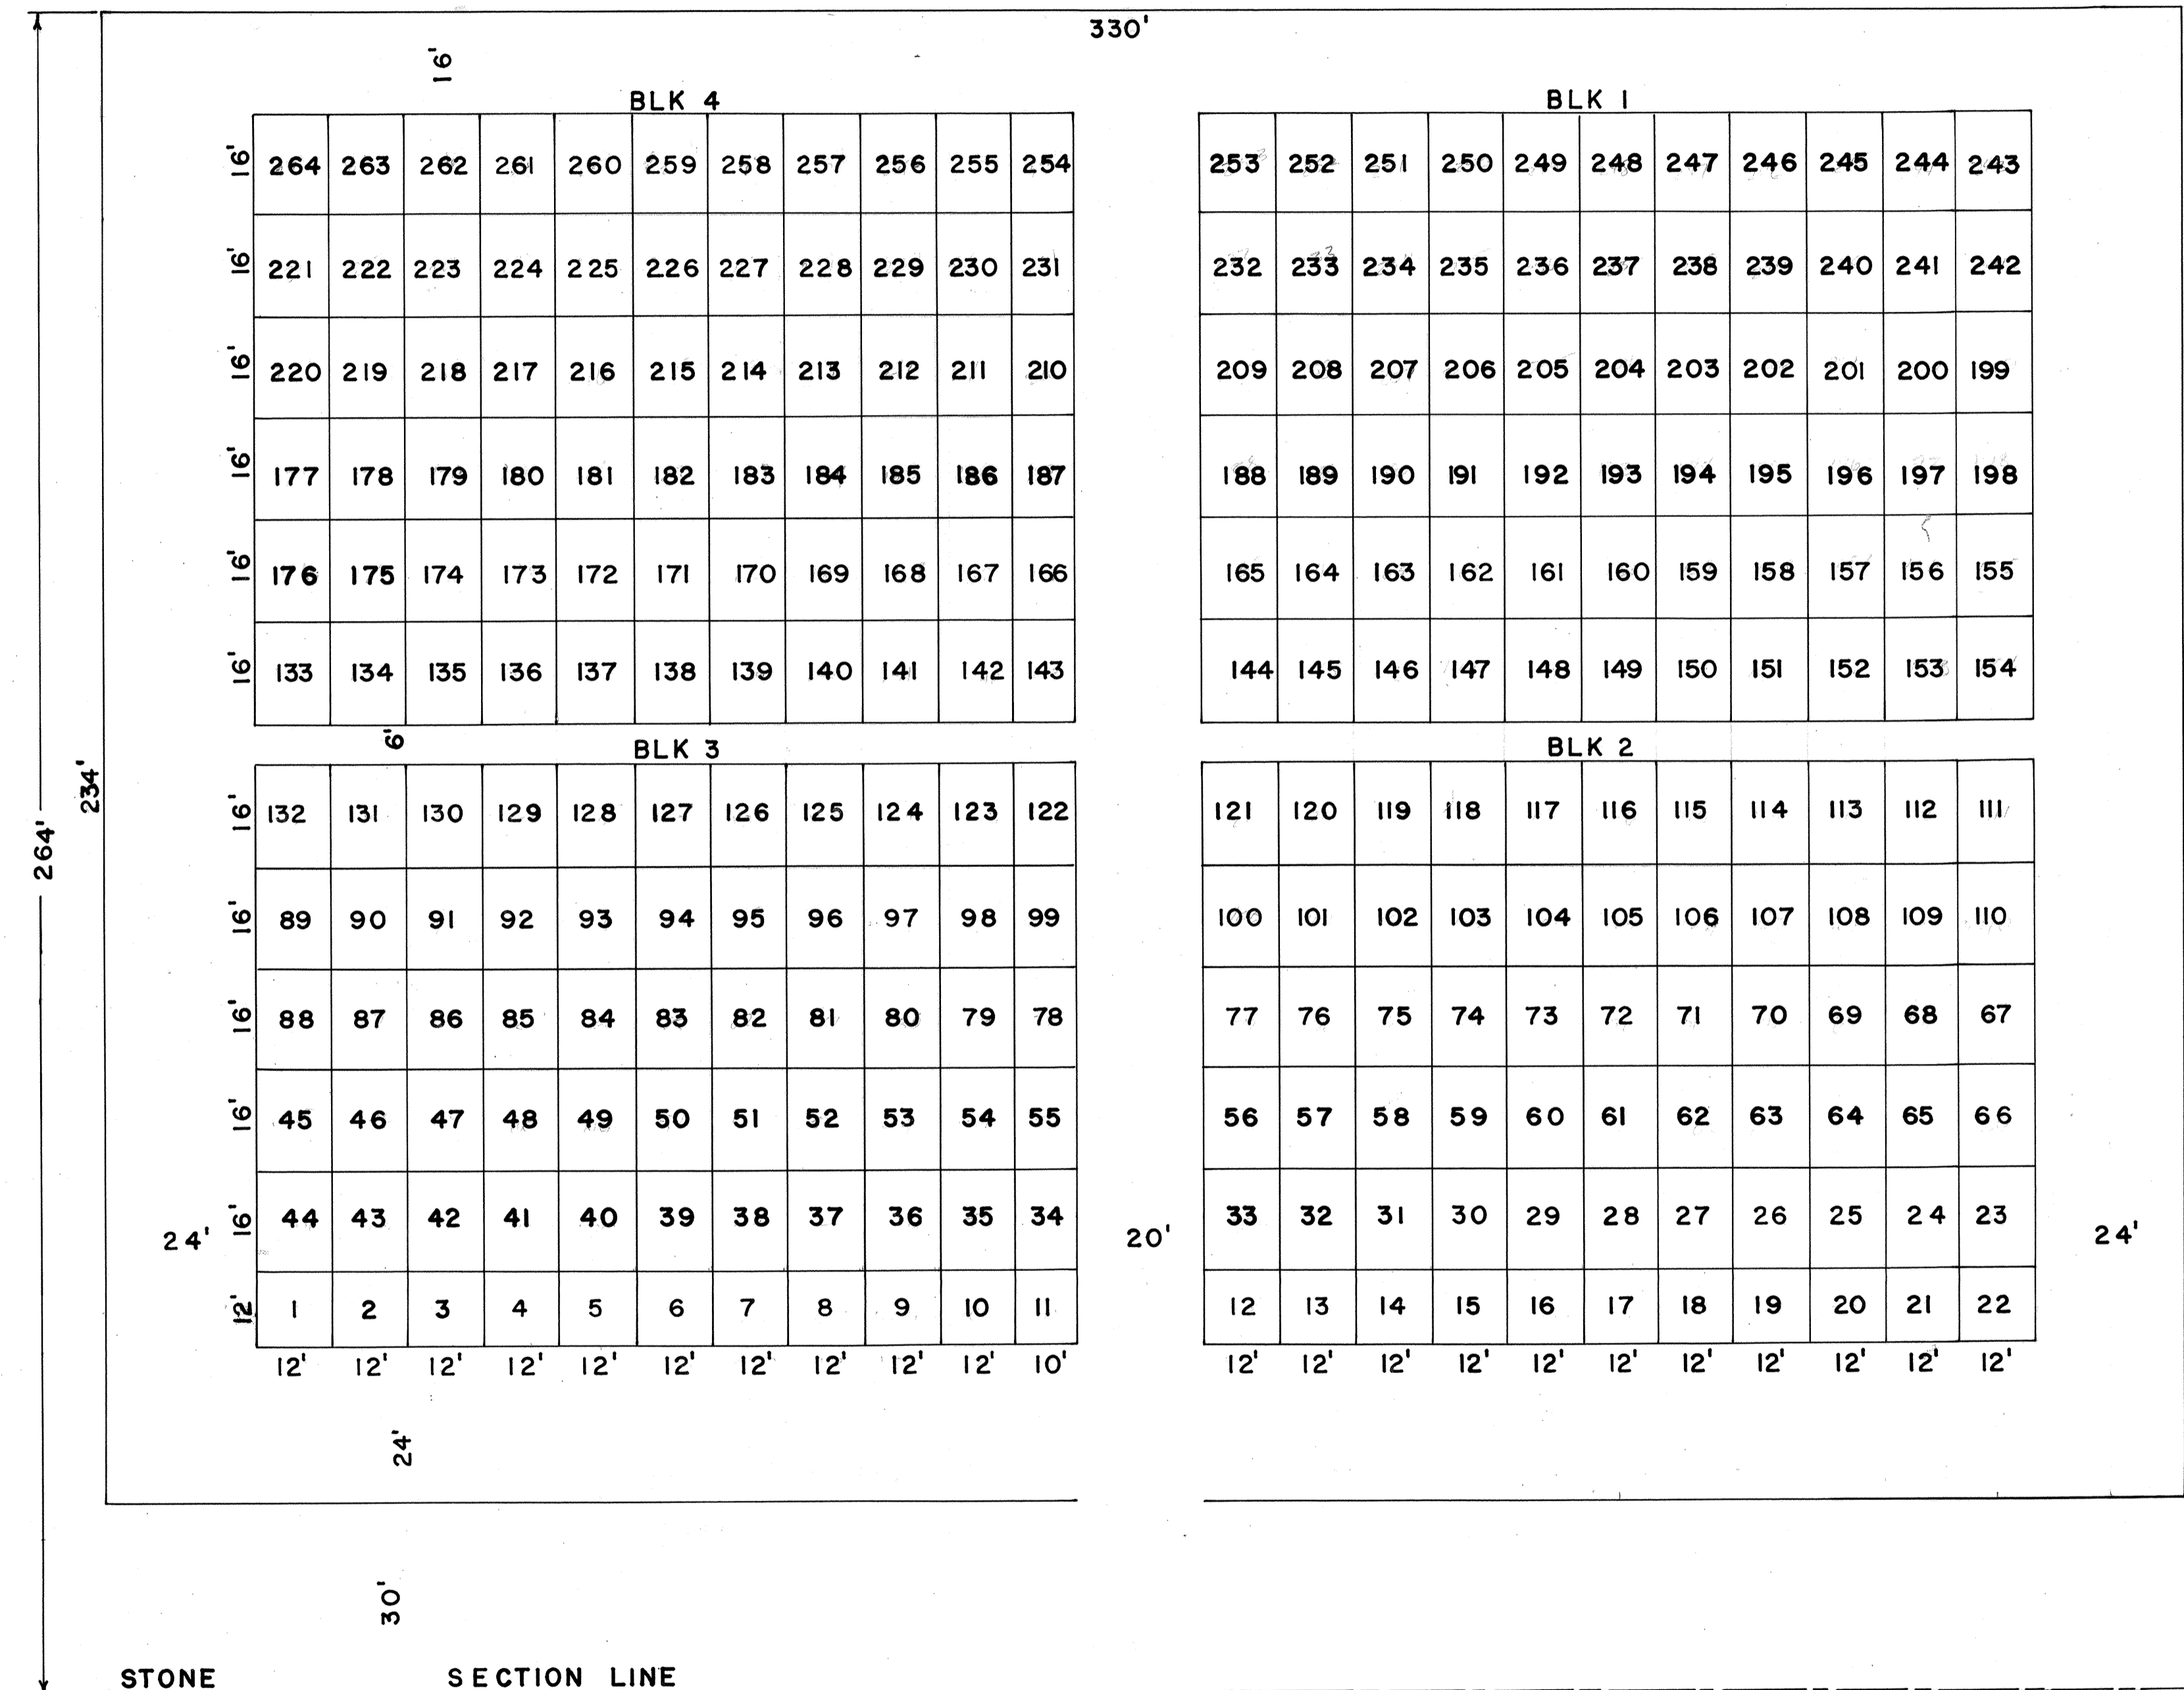 330'
16'
BLK 4 BLK 1
16' 264 263 262 261 260 259 258 257 256 255 254 253 252 251 250 249 248 247 246 245 244 243
16' 221 222 223 224 225 226 227 228 229 230 231 232 233 234 235 236 237 238 239 240 241 242
16' 220 219 218 217 216 215 214 213 212 211 210 209 208 207 206 205 204 203 202 201 200 199
16' 177 178 179 180 181 182 183 184 185 186 187 188 189 190 191 192 193 194 195 196 197 198
16' 176 175 174 173 172 171 170 169 168 167 166 165 164 163 162 161 160 159 158 157 156 155
16' 133 134 135 136 137 138 139 140 141 142 143 144 145 146 147 148 149 150 151 152 153 154
6' BLK 3 BLK 2
234'
264'
16' 132 131 130 129 128 127 126 125 124 123 122 121 120 119 118 117 116 115 114 113 112 111
16' 89 90 91 92 93 94 95 96 97 98 99 100 101 102 103 104 105 106 107 108 109 110
16' 88 87 86 85 84 83 82 81 80 79 78 77 76 75 74 73 72 71 70 69 68 67
16' 45 46 47 48 49 50 51 52 53 54 55 56 57 58 59 60 61 62 63 64 65 66
16' 44 43 42 41 40 39 38 37 36 35 34 33 32 31 30 29 28 27 26 25 24 23
24' 20' 24'
12' 1 2 3 4 5 6 7 8 9 10 11 12 13 14 15 16 17 18 19 20 21 22
12' 12' 12' 12' 12' 12' 12' 12' 12' 12' 10' 12' 12' 12' 12' 12' 12' 12' 12' 12' 12' 12'
24'
30'
STONE SECTION LINE